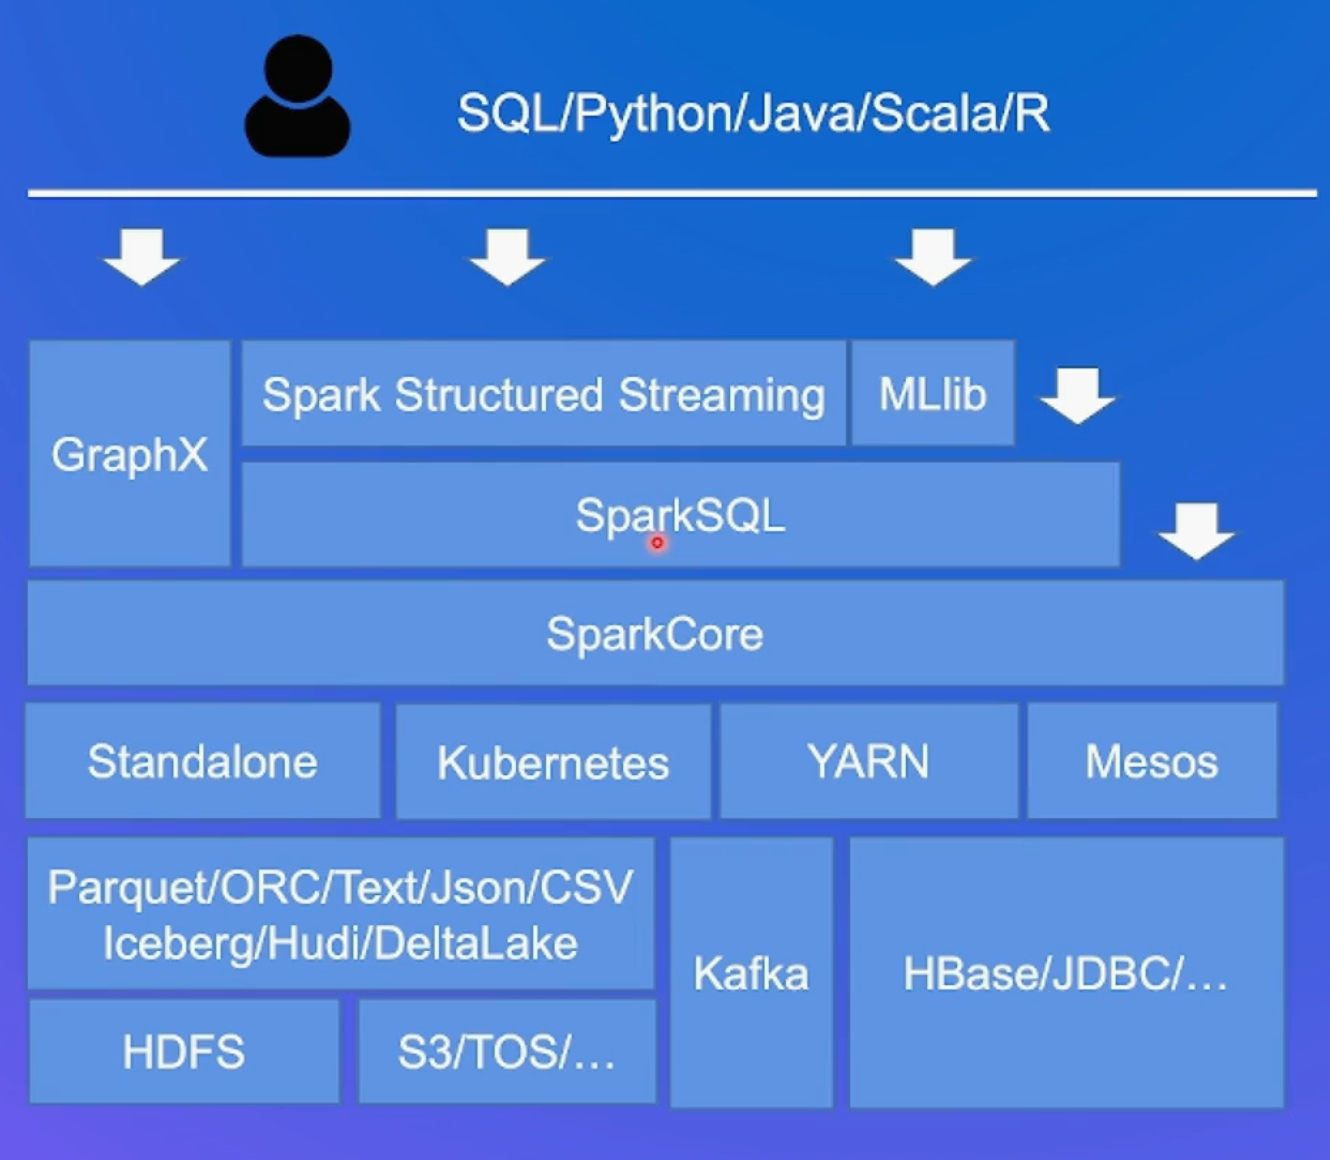 SQL/Python/Java/Scala/R
GraphX
Spark Structured Streaming
MLlib
SparkSQL
SparkCore
Standalone
Kubernetes
YARN
Mesos
Parquet/ORC/Text/Json/CSV
Iceberg/Hudi/DeltaLake
Kafka
HBase/JDBC/...
HDFS
S3/TOS/...